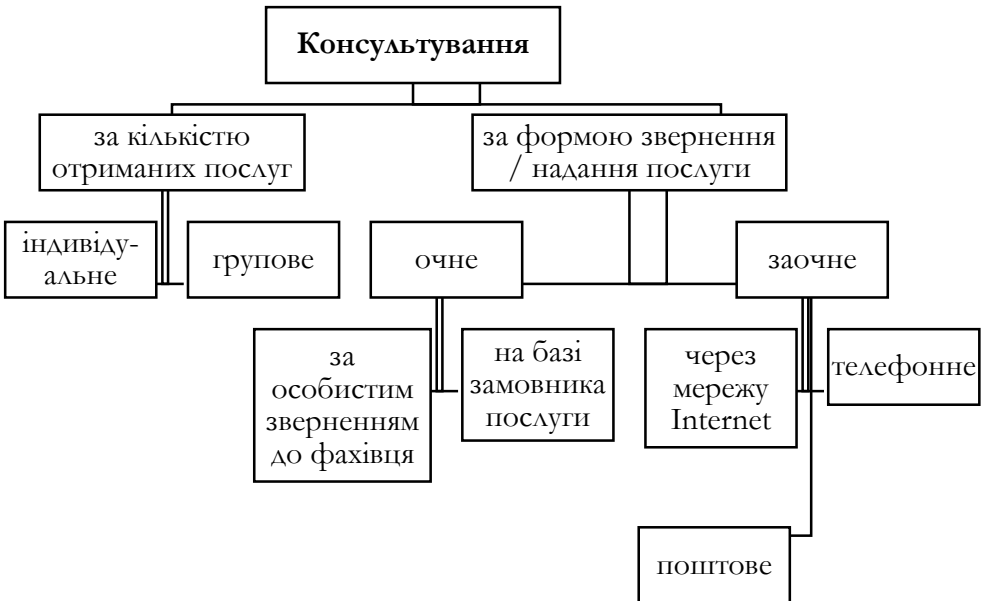 Консультування
за кількістю
отриманих послуг
за формою звернення
/ надання послуги
індивіду-
альне
групове
очне
заочне
за
особистим
зверненням
до фахівця
на базі
замовника
послуги
через
мережу
Internet
телефонне
поштове